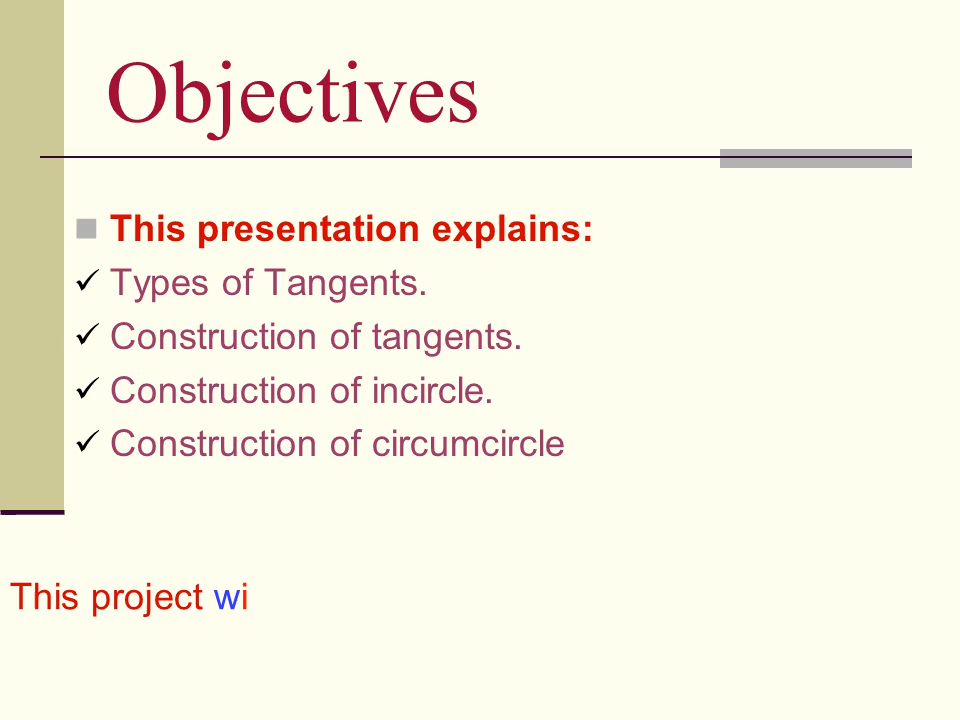 Objectives
This presentation explains:
✓ Types of Tangents.
✓ Construction of tangents.
✓ Construction of incircle.
✓ Construction of circumcircle
This project wi